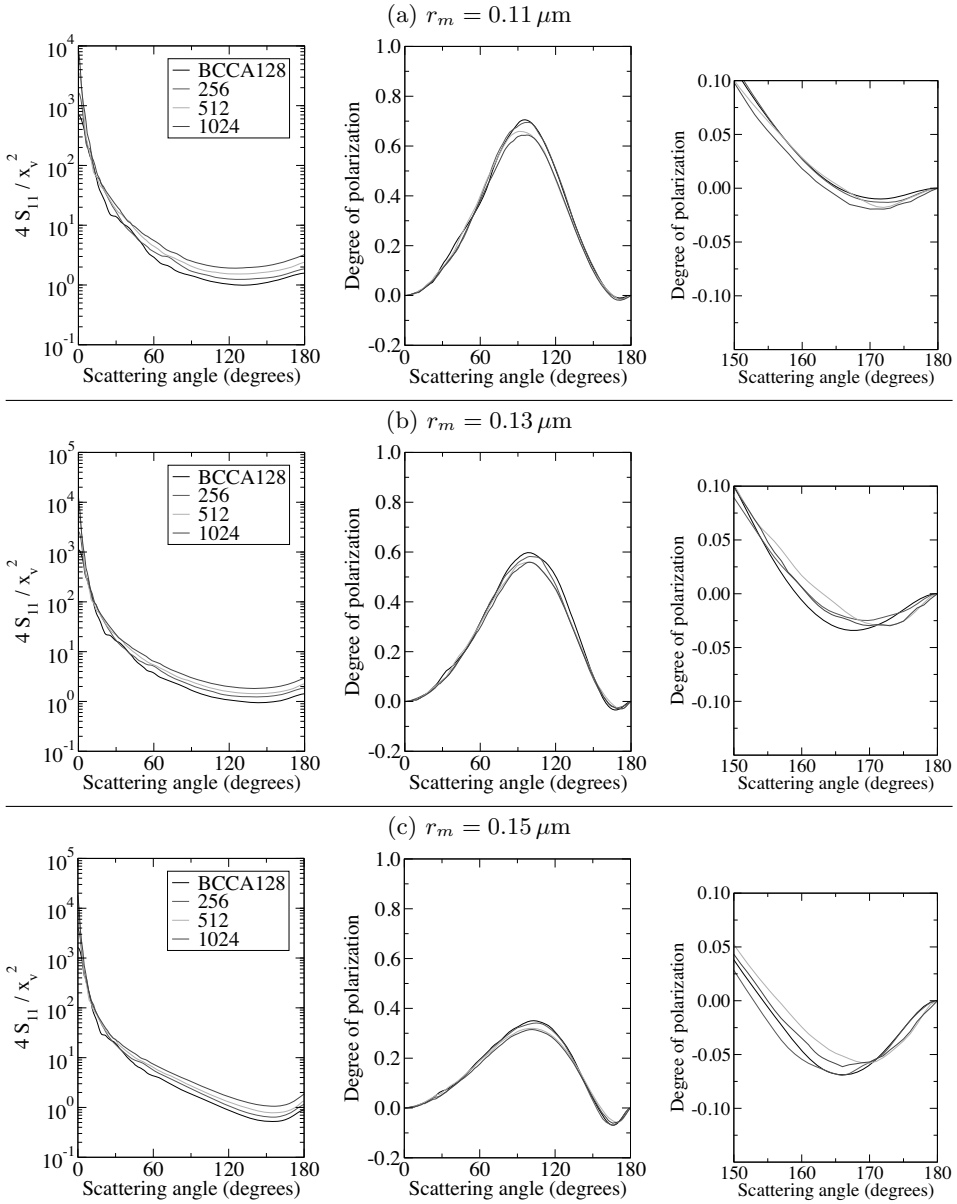 (a) r_m = 0.11 μm
4 S_11 / x_v^2
10^4
10^3
10^2
10^1
10^0
10^-1
BCCA128
256
512
1024
0 60 120 180
Scattering angle (degrees)
Degree of polarization
1.0
0.8
0.6
0.4
0.2
0.0
-0.2
0 60 120 180
Scattering angle (degrees)
Degree of polarization
0.10
0.05
0.00
-0.05
-0.10
150 160 170 180
Scattering angle (degrees)
(b) r_m = 0.13 μm
4 S_11 / x_v^2
10^5
10^4
10^3
10^2
10^1
10^0
10^-1
BCCA128
256
512
1024
0 60 120 180
Scattering angle (degrees)
Degree of polarization
1.0
0.8
0.6
0.4
0.2
0.0
-0.2
0 60 120 180
Scattering angle (degrees)
Degree of polarization
0.10
0.05
0.00
-0.05
-0.10
150 160 170 180
Scattering angle (degrees)
(c) r_m = 0.15 μm
4 S_11 / x_v^2
10^5
10^4
10^3
10^2
10^1
10^0
10^-1
BCCA128
256
512
1024
0 60 120 180
Scattering angle (degrees)
Degree of polarization
1.0
0.8
0.6
0.4
0.2
0.0
-0.2
0 60 120 180
Scattering angle (degrees)
Degree of polarization
0.10
0.05
0.00
-0.05
-0.10
150 160 170 180
Scattering angle (degrees)